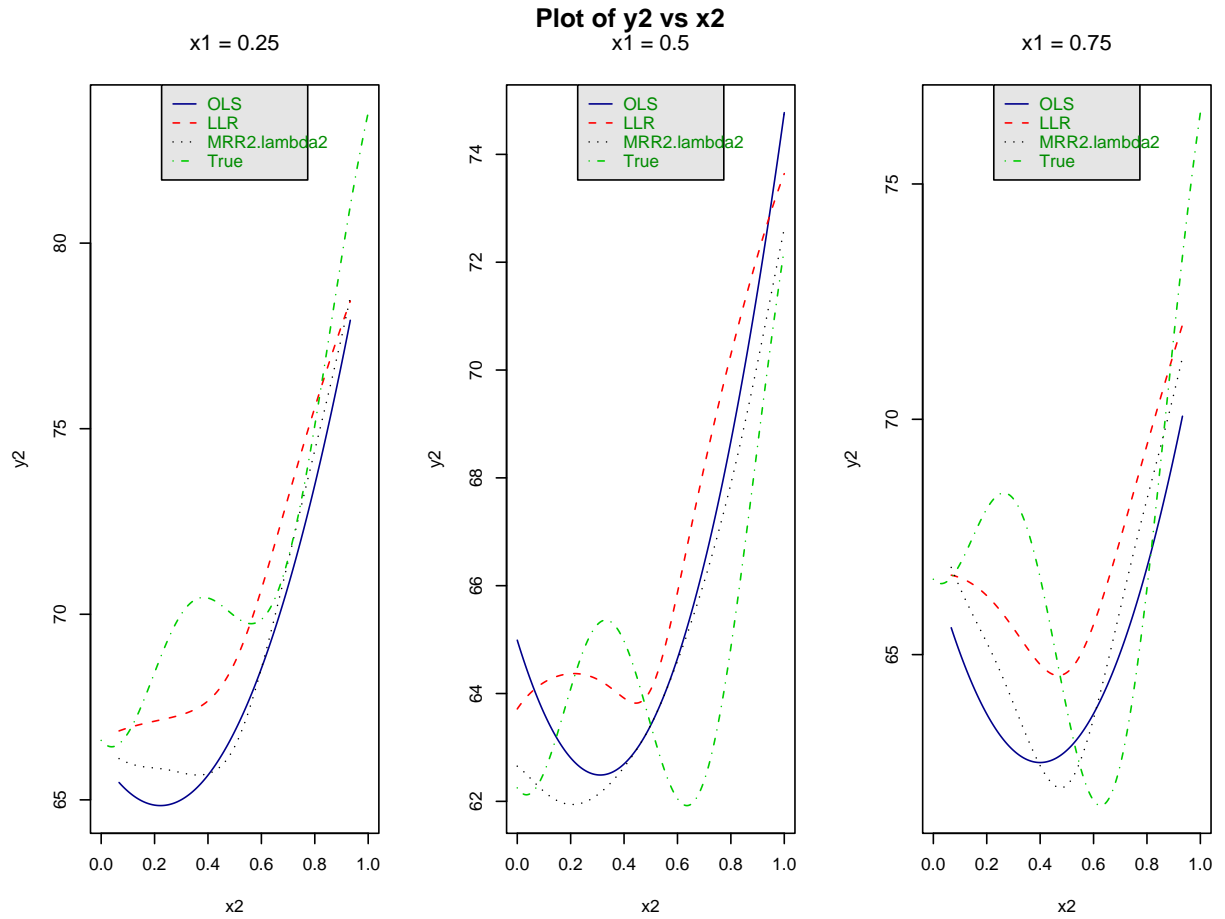 Plot of y2 vs x2
x1 = 0.25
OLS
LLR
MRR2.lambda2
True
y2
80
75
70
65
0.0 0.2 0.4 0.6 0.8 1.0
x2
x1 = 0.5
OLS
LLR
MRR2.lambda2
True
y2
74
72
70
68
66
64
62
0.0 0.2 0.4 0.6 0.8 1.0
x2
x1 = 0.75
OLS
LLR
MRR2.lambda2
True
y2
75
70
65
0.0 0.2 0.4 0.6 0.8 1.0
x2